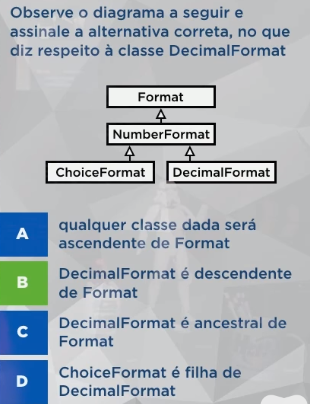 Observe o diagrama a seguir e
assinale a alternativa correta, no que
diz respeito à classe DecimalFormat
Format
NumberFormat
ChoiceFormat
DecimalFormat
A
qualquer classe dada será
ascendente de Format
B
DecimalFormat é descendente
de Format
C
DecimalFormat é ancestral de
Format
D
ChoiceFormat é filha de
DecimalFormat